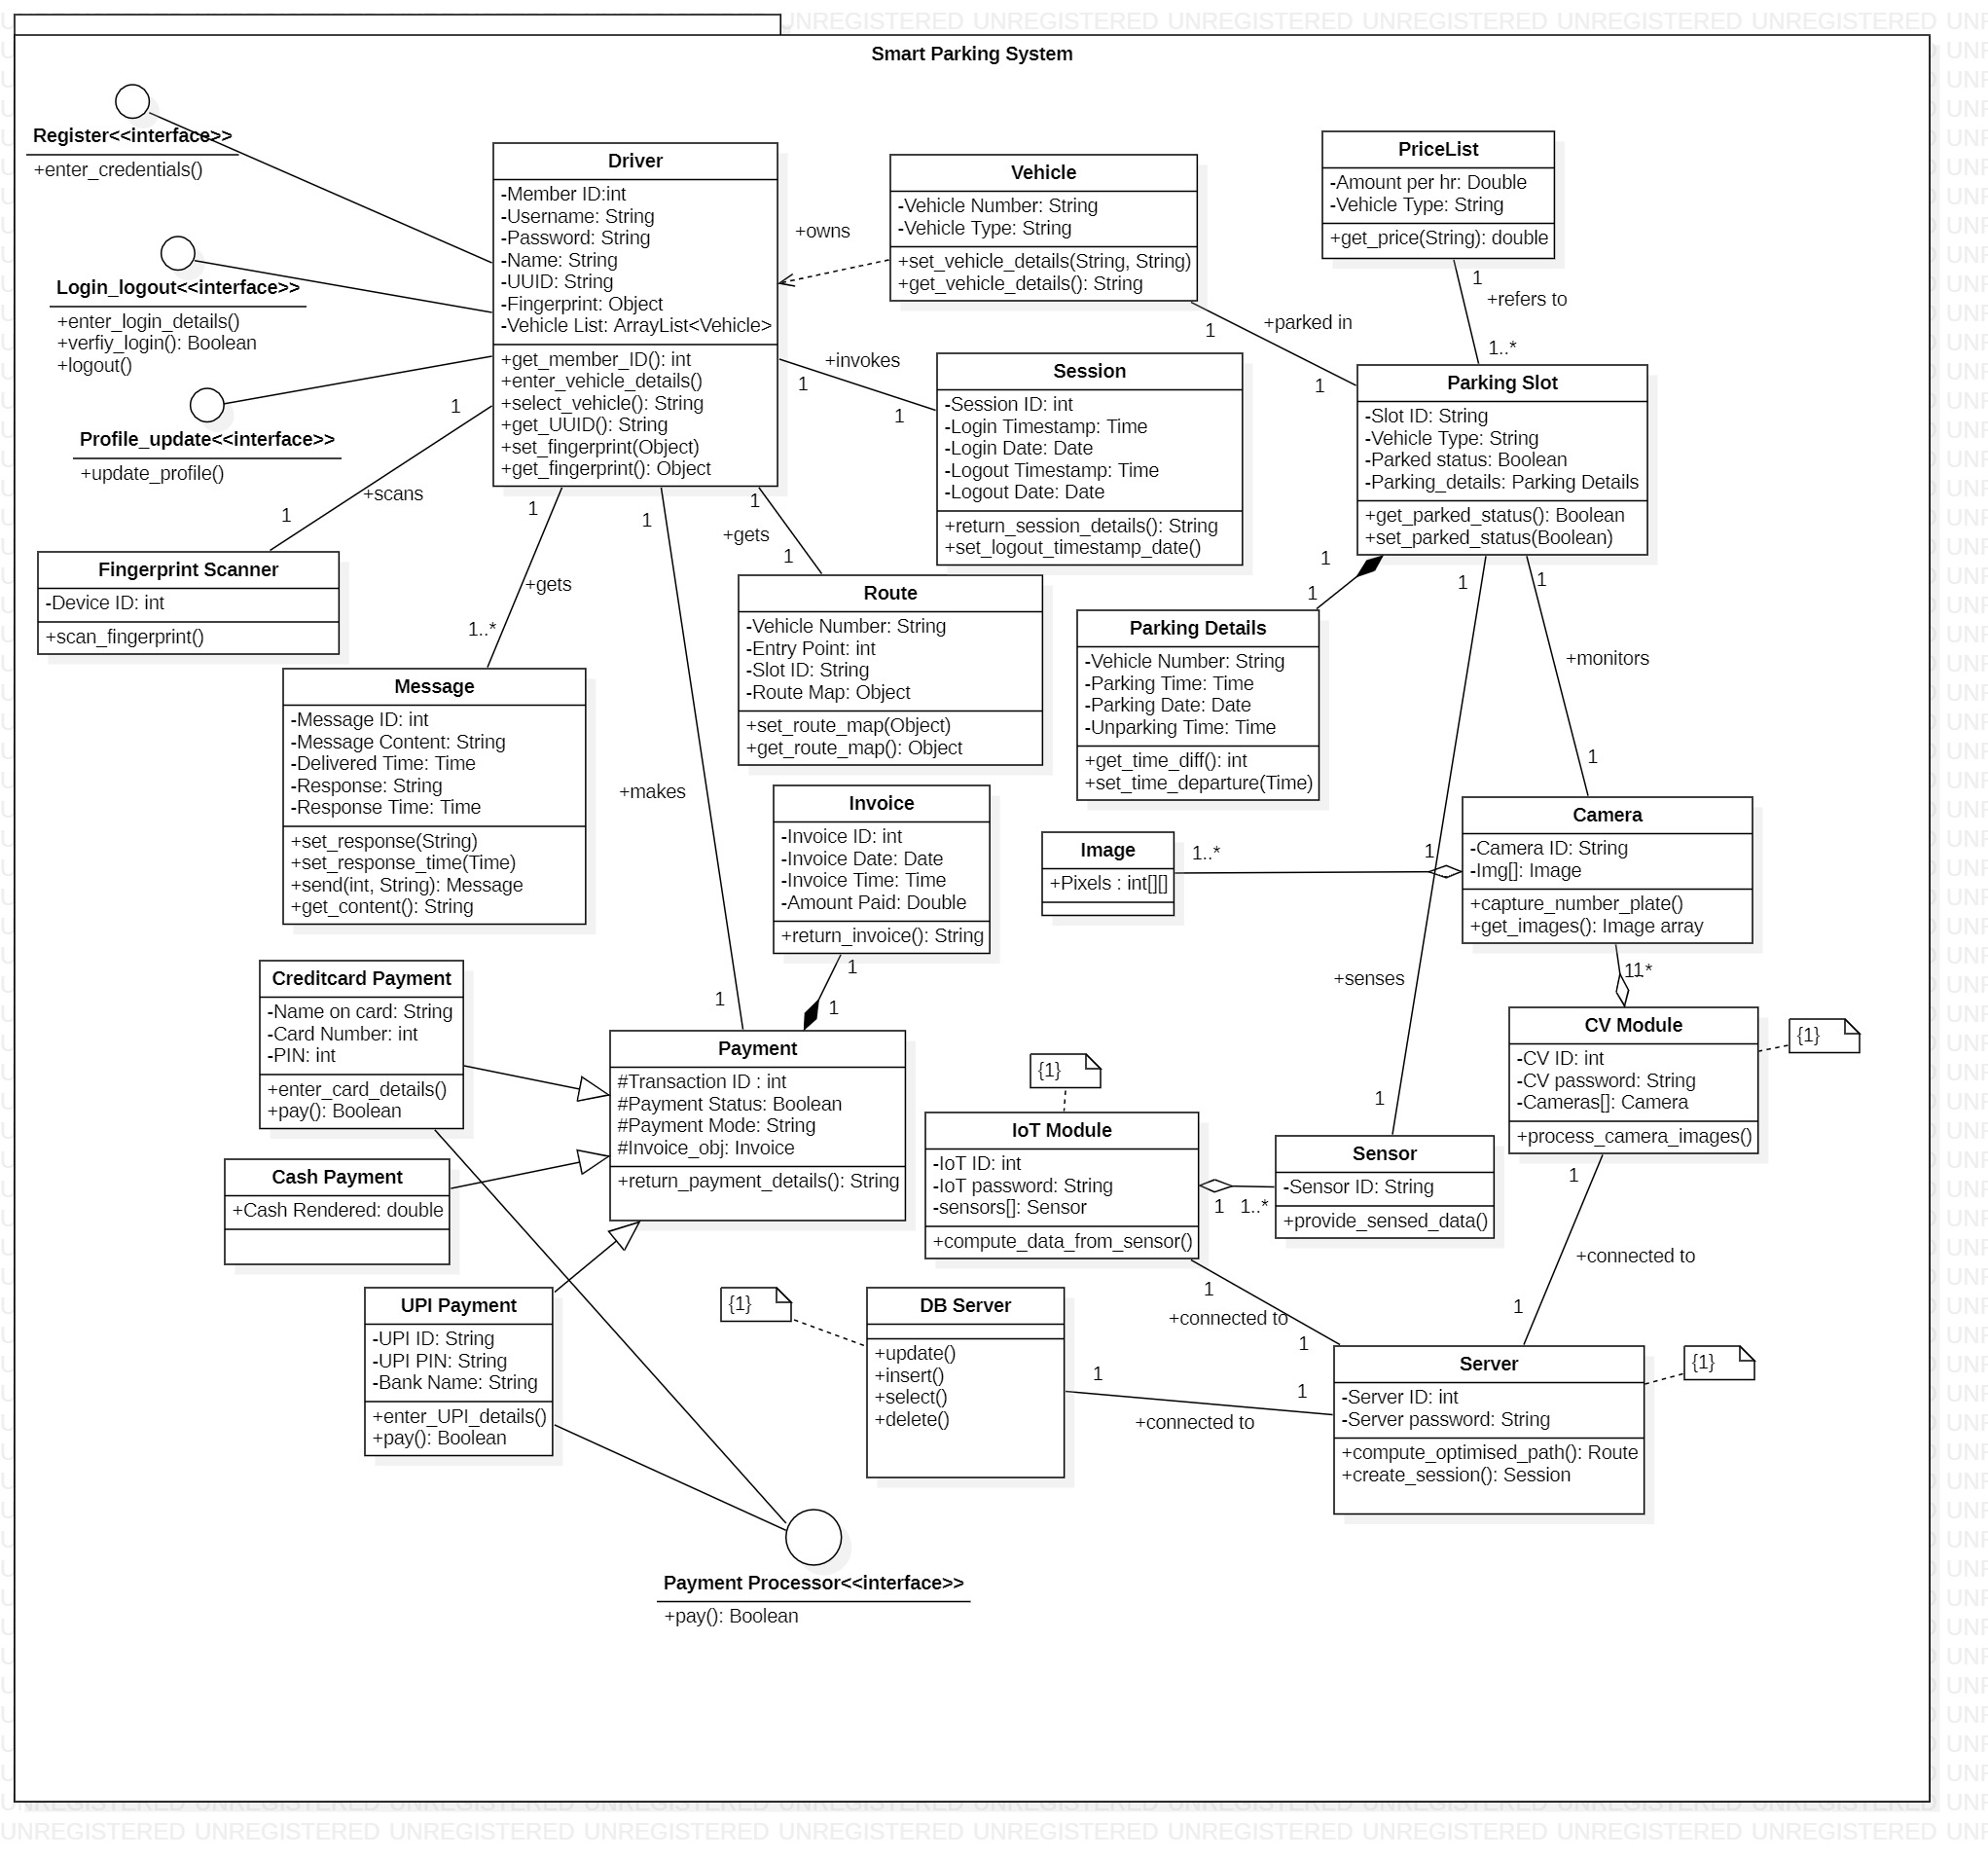 Smart Parking System
Register<<interface>>
+enter_credentials()
Login_logout<<interface>>
+enter_login_details()
+verfiy_login(): Boolean
+logout()
Profile_update<<interface>>
+update_profile()
Driver
-Member ID:int
-Username: String
-Password: String
-Name: String
-UUID: String
-Fingerprint: Object
-Vehicle List: ArrayList<Vehicle>
+get_member_ID(): int
+enter_vehicle_details()
+select_vehicle(): String
+get_UUID(): String
+set_fingerprint(Object)
+get_fingerprint(): Object
+owns
Vehicle
-Vehicle Number: String
-Vehicle Type: String
+set_vehicle_details(String, String)
+get_vehicle_details(): String
PriceList
-Amount per hr: Double
-Vehicle Type: String
+get_price(String): double
1
+refers to
1..*
1
+parked in
1
+invokes
1
1
Session
-Session ID: int
-Login Timestamp: Time
-Login Date: Date
-Logout Timestamp: Time
-Logout Date: Date
+return_session_details(): String
+set_logout_timestamp_date()
Parking Slot
-Slot ID: String
-Vehicle Type: String
-Parked status: Boolean
-Parking_details: Parking Details
+get_parked_status(): Boolean
+set_parked_status(Boolean)
1
+scans
1
Fingerprint Scanner
-Device ID: int
+scan_fingerprint()
1
+gets
1..*
1
+makes
1
1
+gets
1
Route
-Vehicle Number: String
-Entry Point: int
-Slot ID: String
-Route Map: Object
+set_route_map(Object)
+get_route_map(): Object
1
1
Parking Details
-Vehicle Number: String
-Parking Time: Time
-Parking Date: Date
-Unparking Time: Time
+get_time_diff(): int
+set_time_departure(Time)
1
+senses
1
1
+monitors
1
Message
-Message ID: int
-Message Content: String
-Delivered Time: Time
-Response: String
-Response Time: Time
+set_response(String)
+set_response_time(Time)
+send(int, String): Message
+get_content(): String
Invoice
-Invoice ID: int
-Invoice Date: Date
-Invoice Time: Time
-Amount Paid: Double
+return_invoice(): String
1
1
Image
+Pixels : int[][]
1..*
1
Camera
-Camera ID: String
-Img[]: Image
+capture_number_plate()
+get_images(): Image array
1
1..*
CV Module
-CV ID: int
-CV password: String
-Cameras[]: Camera
+process_camera_images()
{1}
Creditcard Payment
-Name on card: String
-Card Number: int
-PIN: int
+enter_card_details()
+pay(): Boolean
Payment
#Transaction ID : int
#Payment Status: Boolean
#Payment Mode: String
#Invoice_obj: Invoice
+return_payment_details(): String
Cash Payment
+Cash Rendered: double
{1}
IoT Module
-IoT ID: int
-IoT password: String
-sensors[]: Sensor
+compute_data_from_sensor()
1
1..*
Sensor
-Sensor ID: String
+provide_sensed_data()
1
+connected to
1
1
+connected to
1
UPI Payment
-UPI ID: String
-UPI PIN: String
-Bank Name: String
+enter_UPI_details()
+pay(): Boolean
{1}
DB Server
+update()
+insert()
+select()
+delete()
1
+connected to
1
Server
-Server ID: int
-Server password: String
+compute_optimised_path(): Route
+create_session(): Session
{1}
Payment Processor<<interface>>
+pay(): Boolean
UNREGISTERED UNREGISTERED UNREGISTERED UNREGISTERED UNREGISTERED UNREGISTERED UNREGISTERED UNREGISTERED UNREGISTERED UNREGISTERED